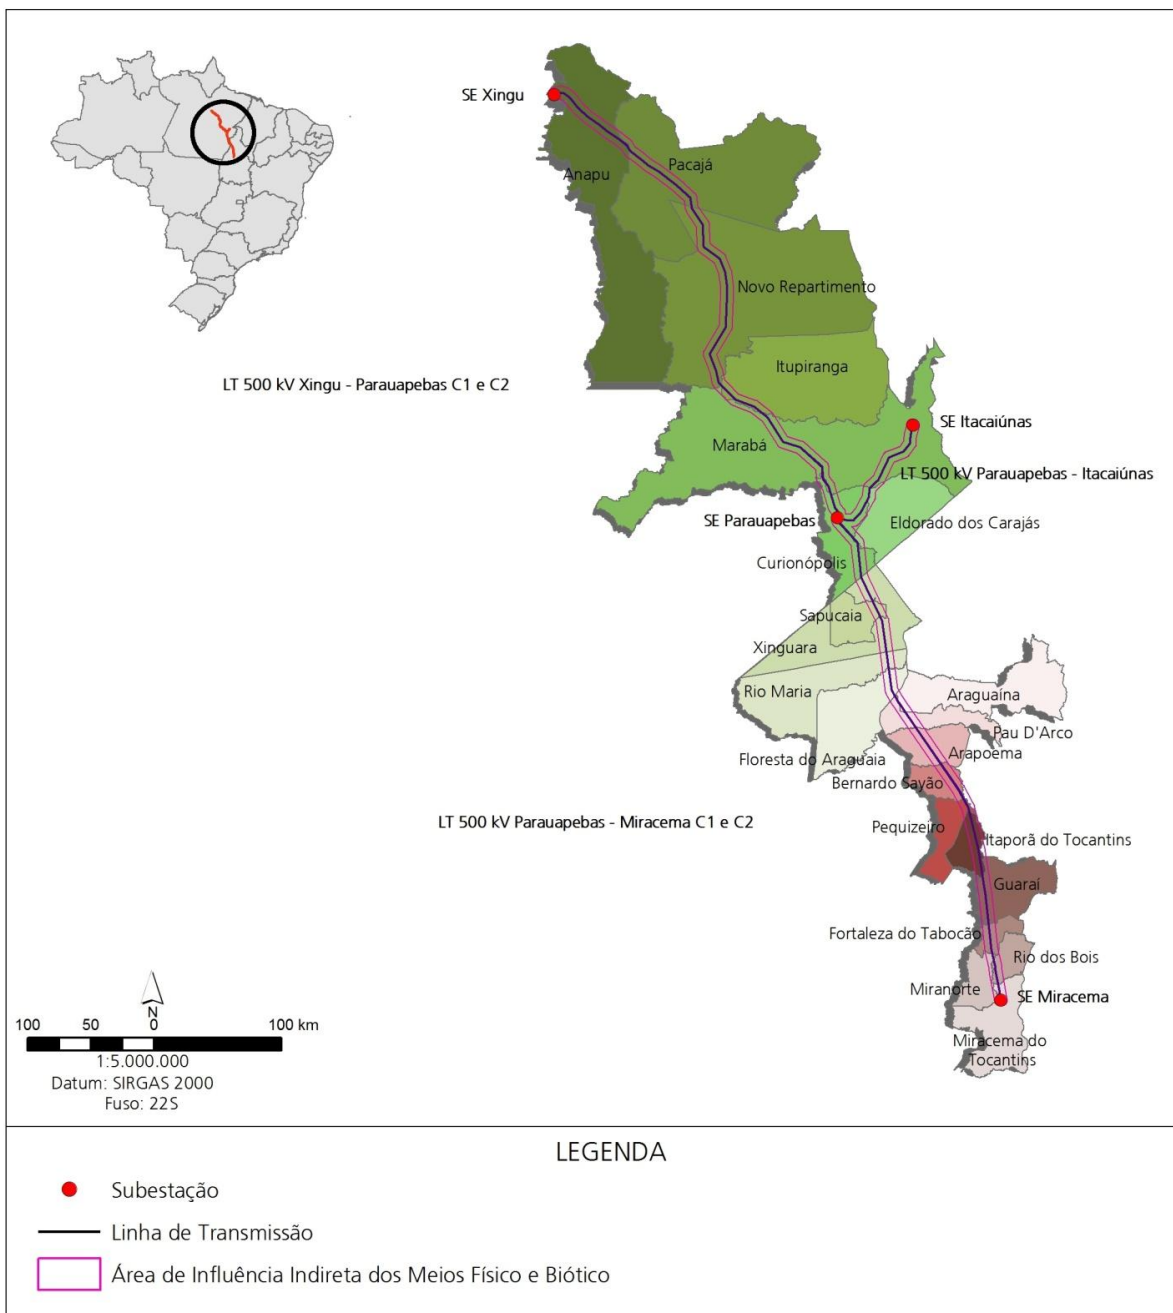 SE Xingu
Pacajá
Anapu
Novo Repartimento
Itupiranga
LT 500 kV Xingu - Parauapebas C1 e C2
SE Itacaiúnas
Marabá
LT 500 kV Parauapebas - Itacaiúnas
SE Parauapebas
Eldorado dos Carajás
Curionópolis
Sapucaia
Xinguara
Rio Maria
Araguaína
Pau D'Arco
Floresta do Araguaia
Arapoema
Bernardo Sayão
LT 500 kV Parauapebas - Miracema C1 e C2
Pequizeiro
Itaporã do Tocantins
Guaraí
Fortaleza do Tabocão
Rio dos Bois
Miranorte
SE Miracema
Miracema do
Tocantins
N
100 50 0 100 km
1:5.000.000
Datum: SIRGAS 2000
Fuso: 22S
LEGENDA
Subestação
Linha de Transmissão
Área de Influência Indireta dos Meios Físico e Biótico